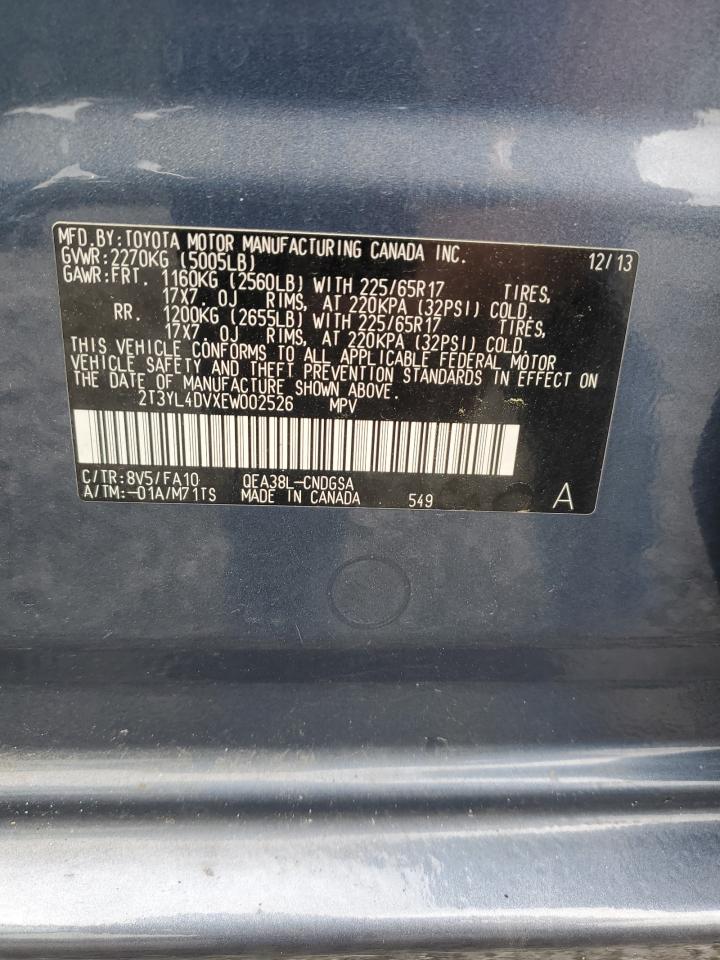 MFD.BY:TOYOTA MOTOR MANUFACTURING CANADA INC. 12/13
GVWR:2270KG (5005LB)
GAWR:FRT. 1160KG (2560LB) WITH 225/65R17 TIRES,
17X7. OJ RIMS, AT 220KPA (32PSI) COLD.
RR. 1200KG (2655LB) WITH 225/65R17 TIRES,
17X7. OJ RIMS, AT 220KPA (32PSI) COLD.
THIS VEHICLE CONFORMS TO ALL APPLICABLE FEDERAL MOTOR
VEHICLE SAFETY AND THEFT PREVENTION STANDARDS IN EFFECT ON
THE DATE OF MANUFACTURE SHOWN ABOVE.
2T3YL4DVXEW002526 MPV
C/TR:8V5/FA10 QEA38L-CNDGSA
A/TM:-01A/M71TS MADE IN CANADA 549 A